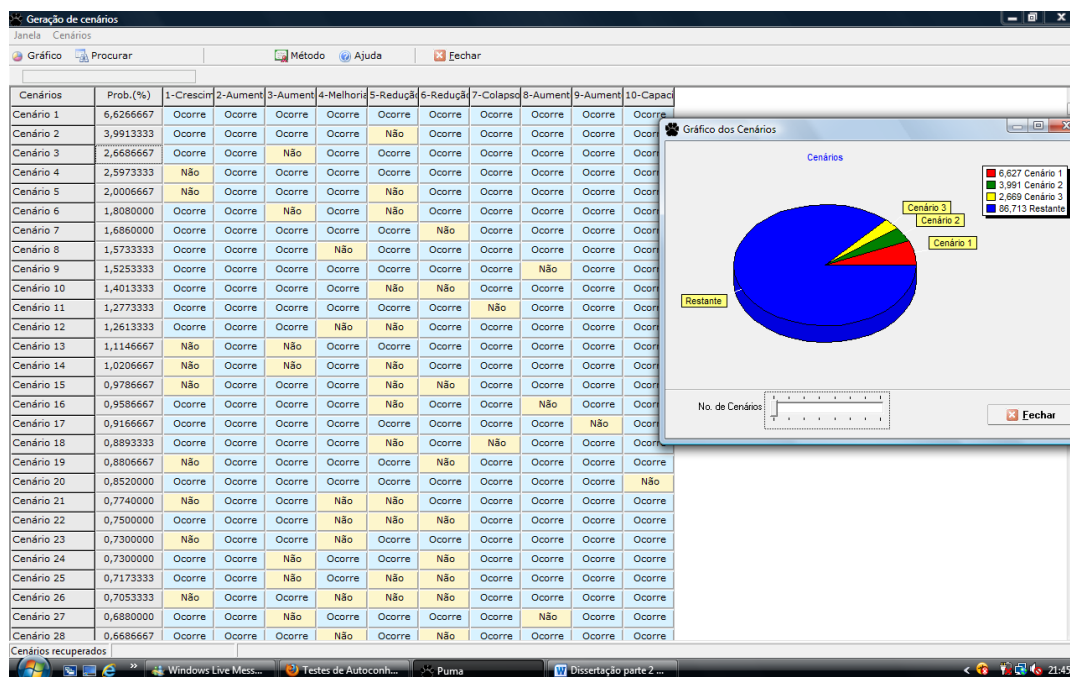 Geração de cenários
Janela Cenários
Gráfico Procurar Método Ajuda Fechar
Cenários Prob.(%) 1-Crescim 2-Aument 3-Aument 4-Melhoria 5-Redução 6-Redução 7-Colapso 8-Aument 9-Aument 10-Capaci
Cenário 1 6,6266667 Ocorre Ocorre Ocorre Ocorre Ocorre Ocorre Ocorre Ocorre Ocorre Ocorre
Cenário 2 3,9913333 Ocorre Ocorre Ocorre Ocorre Não Ocorre Ocorre Ocorre Ocorre Ocorr
Cenário 3 2,6686667 Ocorre Ocorre Não Ocorre Ocorre Ocorre Ocorre Ocorre Ocorre Ocorr
Cenário 4 2,5973333 Não Ocorre Ocorre Ocorre Ocorre Ocorre Ocorre Ocorre Ocorre Ocorr
Cenário 5 2,0006667 Não Ocorre Ocorre Ocorre Não Ocorre Ocorre Ocorre Ocorre Ocorr
Cenário 6 1,8080000 Ocorre Ocorre Não Ocorre Não Ocorre Ocorre Ocorre Ocorre Ocorr
Cenário 7 1,6860000 Ocorre Ocorre Ocorre Ocorre Ocorre Não Ocorre Ocorre Ocorre Ocorr
Cenário 8 1,5733333 Ocorre Ocorre Ocorre Não Ocorre Ocorre Ocorre Ocorre Ocorre Ocorr
Cenário 9 1,5253333 Ocorre Ocorre Ocorre Ocorre Ocorre Ocorre Ocorre Não Ocorre Ocorr
Cenário 10 1,4013333 Ocorre Ocorre Ocorre Ocorre Não Não Ocorre Ocorre Ocorre Ocorr
Cenário 11 1,2773333 Ocorre Ocorre Ocorre Ocorre Ocorre Ocorre Não Ocorre Ocorre Ocorr
Cenário 12 1,2613333 Ocorre Ocorre Ocorre Não Não Ocorre Ocorre Ocorre Ocorre Ocorr
Cenário 13 1,1146667 Não Ocorre Não Ocorre Ocorre Ocorre Ocorre Ocorre Ocorre Ocorr
Cenário 14 1,0206667 Não Ocorre Não Ocorre Não Ocorre Ocorre Ocorre Ocorre Ocorr
Cenário 15 0,9786667 Não Ocorre Ocorre Ocorre Não Não Ocorre Ocorre Ocorre Ocorr
Cenário 16 0,9586667 Ocorre Ocorre Ocorre Ocorre Não Ocorre Ocorre Não Ocorre Ocorr
Cenário 17 0,9166667 Ocorre Ocorre Ocorre Ocorre Ocorre Ocorre Ocorre Ocorre Não Ocorr
Cenário 18 0,8893333 Ocorre Ocorre Ocorre Ocorre Não Ocorre Não Ocorre Ocorre Ocorre
Cenário 19 0,8806667 Não Ocorre Ocorre Ocorre Ocorre Não Ocorre Ocorre Ocorre Ocorre
Cenário 20 0,8520000 Ocorre Ocorre Ocorre Ocorre Ocorre Ocorre Ocorre Ocorre Ocorre Não
Cenário 21 0,7740000 Não Ocorre Ocorre Não Não Ocorre Ocorre Ocorre Ocorre Ocorre
Cenário 22 0,7500000 Ocorre Ocorre Ocorre Não Não Não Ocorre Ocorre Ocorre Ocorre
Cenário 23 0,7300000 Não Ocorre Ocorre Não Ocorre Ocorre Ocorre Ocorre Ocorre Ocorre
Cenário 24 0,7300000 Ocorre Ocorre Não Ocorre Ocorre Não Ocorre Ocorre Ocorre Ocorre
Cenário 25 0,7173333 Ocorre Ocorre Não Ocorre Não Não Ocorre Ocorre Ocorre Ocorre
Cenário 26 0,7053333 Não Ocorre Ocorre Não Não Não Ocorre Ocorre Ocorre Ocorre
Cenário 27 0,6880000 Ocorre Ocorre Não Ocorre Ocorre Ocorre Ocorre Não Ocorre Ocorre
Cenário 28 0,6686667 Ocorre Ocorre Ocorre Não Ocorre Não Ocorre Ocorre Ocorre Ocorre
Gráfico dos Cenários
Cenários
6,627 Cenário 1
3,991 Cenário 2
2,669 Cenário 3
86,713 Restante
Cenário 3
Cenário 2
Cenário 1
Restante
No. de Cenários
Fechar
Cenários recuperados
Windows Live Mess... Testes de Autoconh... Puma Dissertação parte 2 ... 21:45